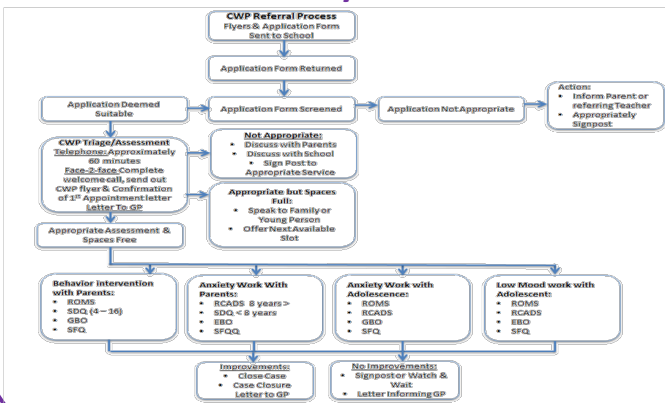 CWP Referral Process
Flyers & Application Form
Sent to School
Application Form Returned
Application Deemed
Suitable
Application Form Screened
Application Not Appropriate
Action:
• Inform Parent or
referring Teacher
• Appropriately
Signpost
CWP Triage/Assessment
Telephone: Approximately
60 minutes
Face-2-face: Complete
welcome call, send out
CWP flyer & Confirmation
of 1st Appointment letter
Letter To GP
Not Appropriate:
• Discuss with Parents
• Discuss with School
• Sign Post to
Appropriate Service
Appropriate but Spaces
Full:
• Speak to Family or
Young Person
• Offer Next Available
Slot
Appropriate Assessment &
Spaces Free
Behavior intervention
with Parents:
• ROMS
• SDQ (4 – 16)
• GBO
• SFQ
Anxiety Work With
Parents:
• RCADS 8 years >
• SDQ < 8 years
• EBO
• SFQQ
Anxiety Work with
Adolescence:
• ROMS
• RCADS
• GBO
• SFQ
Low Mood work with
Adolescent:
• ROMS
• RCADS
• EBO
• SFQ
Improvements:
• Close Case
• Case Closure
Letter to GP
No Improvements:
• Signpost or Watch &
Wait
• Letter Informing GP